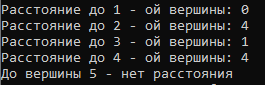 Расстояние до 1 - ой вершины: 0
Расстояние до 2 - ой вершины: 4
Расстояние до 3 - ой вершины: 1
Расстояние до 4 - ой вершины: 4
До вершины 5 - нет расстояния